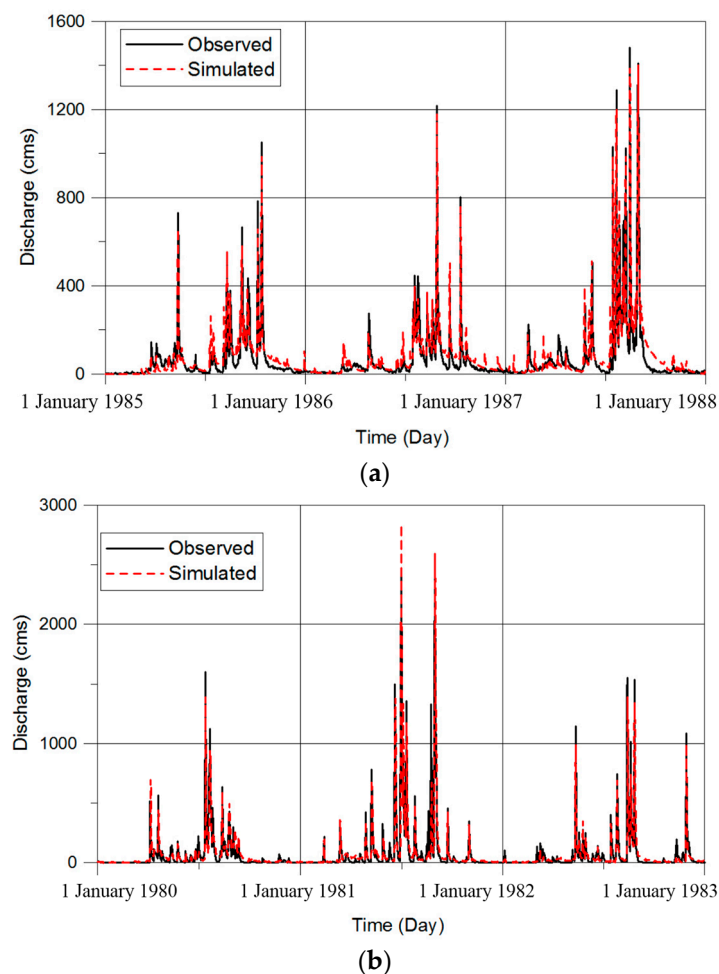 1600
Observed
Simulated
1200
800
400
0
Discharge (cms)
1 January 1985
1 January 1986
1 January 1987
1 January 1988
Time (Day)
(a)
3000
Observed
Simulated
2000
1000
0
Discharge (cms)
1 January 1980
1 January 1981
1 January 1982
1 January 1983
Time (Day)
(b)